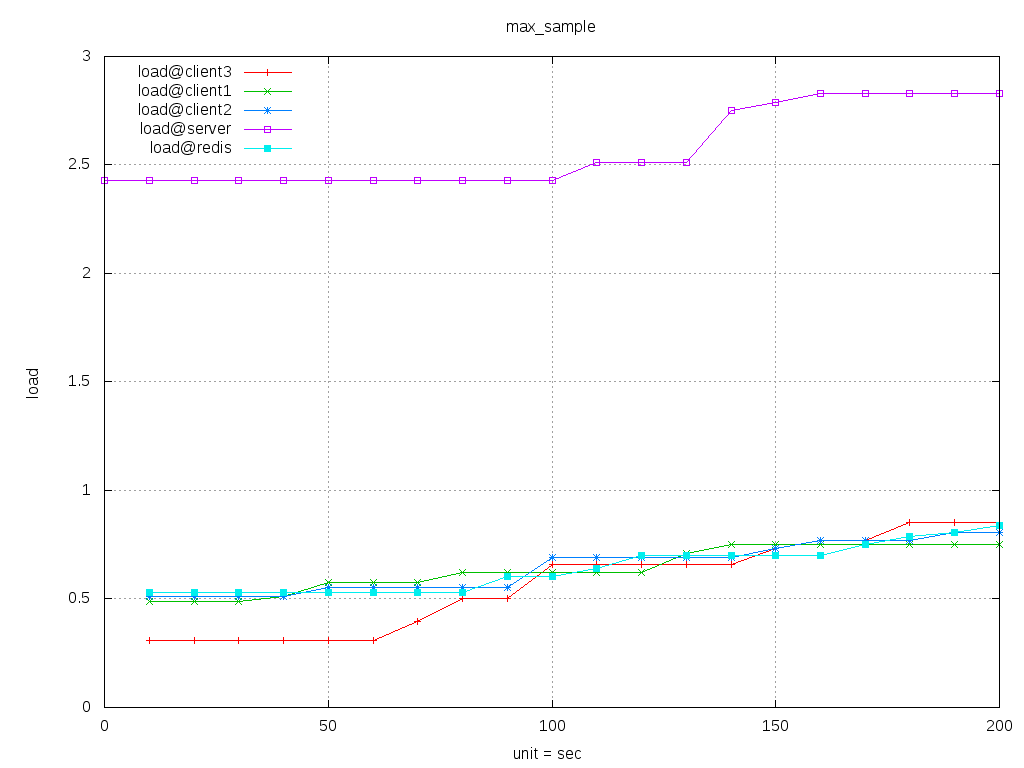 max_sample
3
load@client3
load@client1
load@client2
load@server
load@redis
2.5
2
1.5
load
1
0.5
0
0 50 100 150 200
unit = sec